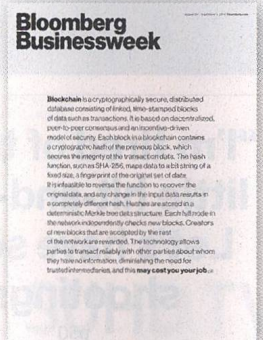 Bloomberg
Businessweek
Blockchain is a cryptographically secure, distributed
database consisting of linked, time-stamped blocks
of data such as transactions. It is based on decentralized,
peer-to-peer consensus and an incentive-driven
model of security. Each block in a blockchain contains
a cryptographic hash of the previous block, which
secures the integrity of the transaction data. The hash
function, such as SHA-256, maps data to a bit string of a
fixed size, a fingerprint of the original set of data.
It is infeasible to reverse the function to recover the
original data, and any change in the input data results in
a completely different hash. Hashes are stored in a
deterministic Merkle tree data structure. Each full node in
the network independently checks new blocks. Creators
of new blocks that are accepted by the rest
of the network are rewarded. The technology allows
parties to transact reliably with other parties about whom
they have no information, diminishing the need for
trusted intermediaries, and this may cost you your job.